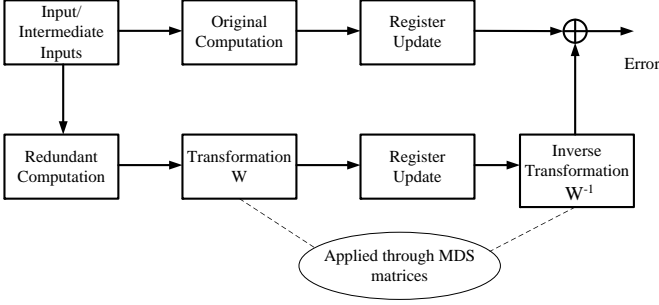 Input/
Intermediate
Inputs
Original
Computation
Register
Update
Error
Redundant
Computation
Transformation
W
Register
Update
Inverse
Transformation
W⁻¹
Applied through MDS
matrices